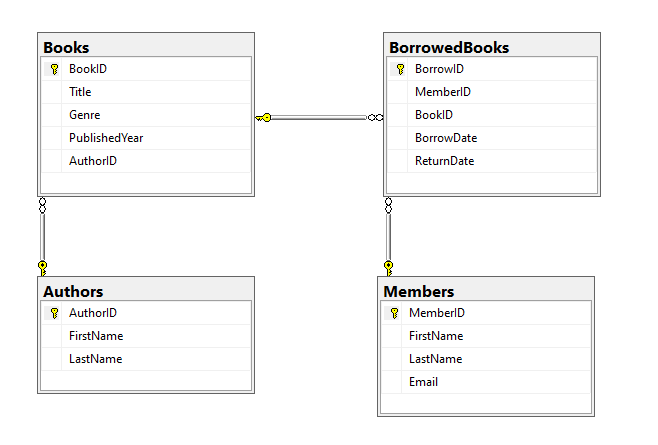 Books
BookID
Title
Genre
PublishedYear
AuthorID
BorrowedBooks
BorrowID
MemberID
BookID
BorrowDate
ReturnDate
Authors
AuthorID
FirstName
LastName
Members
MemberID
FirstName
LastName
Email